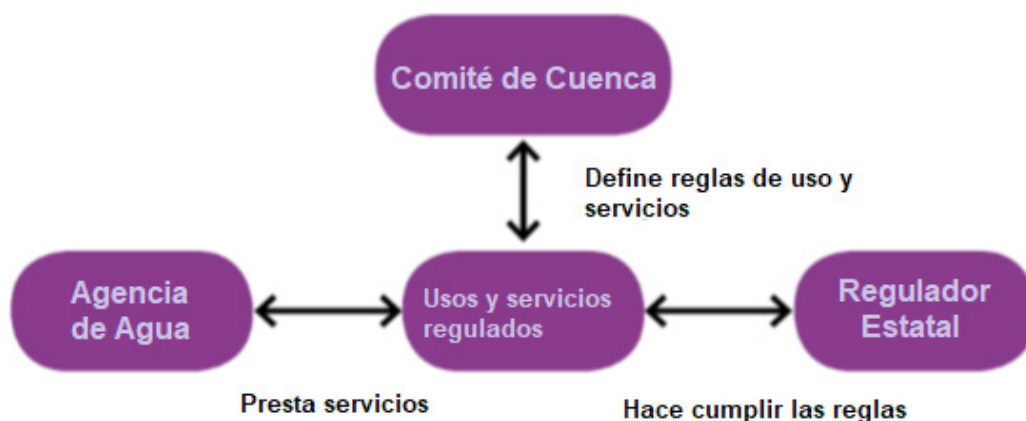 Comité de Cuenca
Define reglas de uso y
servicios
Agencia
de Agua
Usos y servicios
regulados
Regulador
Estatal
Presta servicios
Hace cumplir las reglas